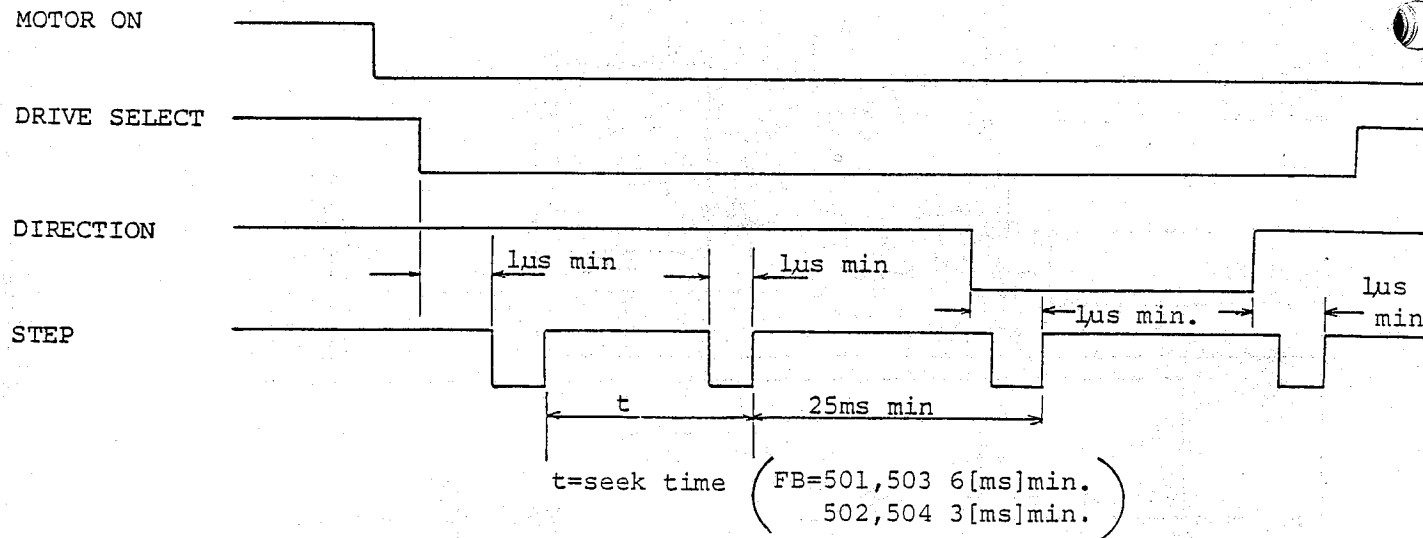 MOTOR ON
DRIVE SELECT
DIRECTION
1µs min
1µs min
1µs min.
1µs
min
STEP
t
25ms min
t=seek time
FB=501,503 6[ms]min.
502,504 3[ms]min.